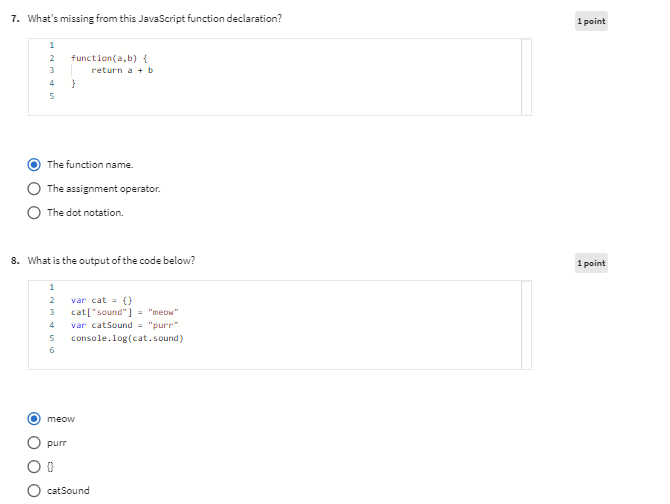 7. What's missing from this JavaScript function declaration?
1 point
1
2 function(a,b) {
3 return a + b
4 }
5
The function name.
The assignment operator.
The dot notation.
8. What is the output of the code below?
1 point
1
2 var cat = {}
3 cat["sound"] = "meow"
4 var catSound = "purr"
5 console.log(cat.sound)
6
meow
purr
{}
catSound